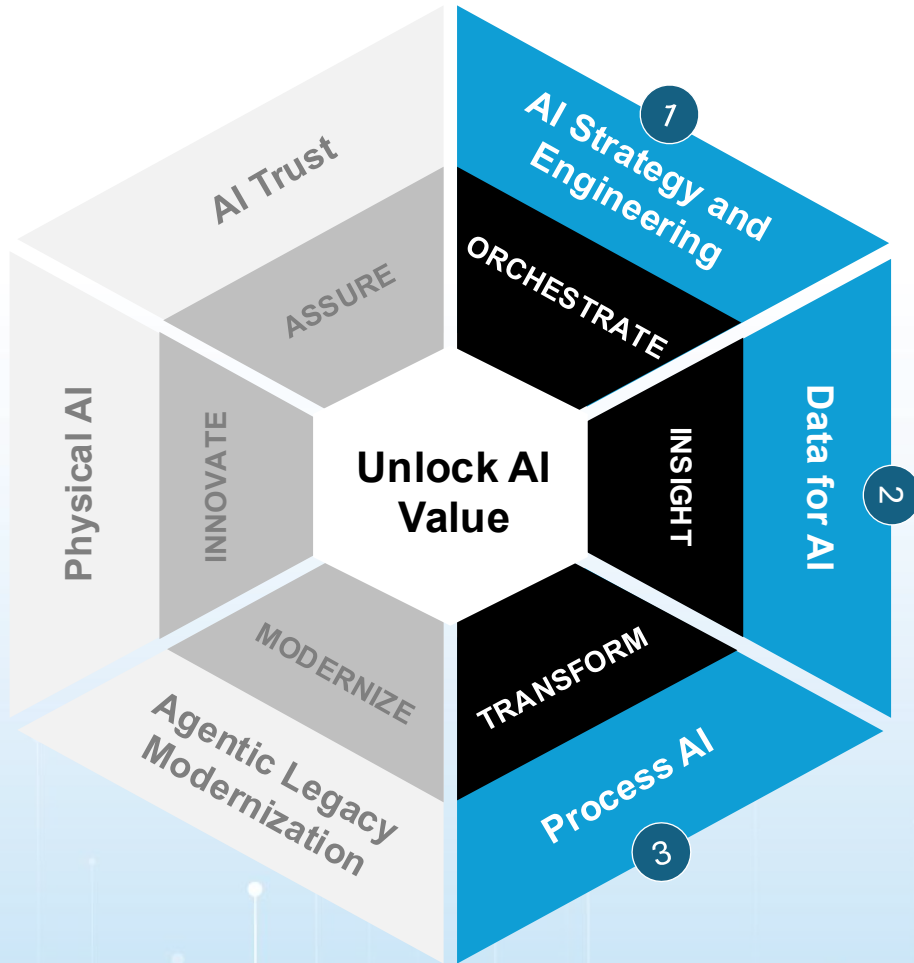 AI Trust
ASSURE
1
AI Strategy and
Engineering
ORCHESTRATE
Physical AI
INNOVATE
Unlock AI
Value
INSIGHT
Data for AI
2
MODERNIZE
Agentic Legacy
Modernization
TRANSFORM
Process AI
3